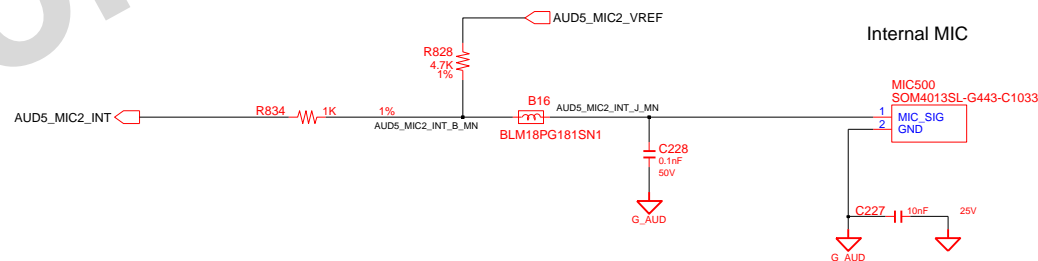 AUD5_MIC2_VREF
Internal MIC
R828
4.7K
1%
MIC500
SOM4013SL-G443-C1033
B16
AUD5_MIC2_INT_J_MN
AUD5_MIC2_INT
R834
1K
1%
AUD5_MIC2_INT_B_MN
BLM18PG181SN1
1
MIC_SIG
2
GND
C228
0.1nF
50V
G_AUD
C227
10nF
25V
G_AUD